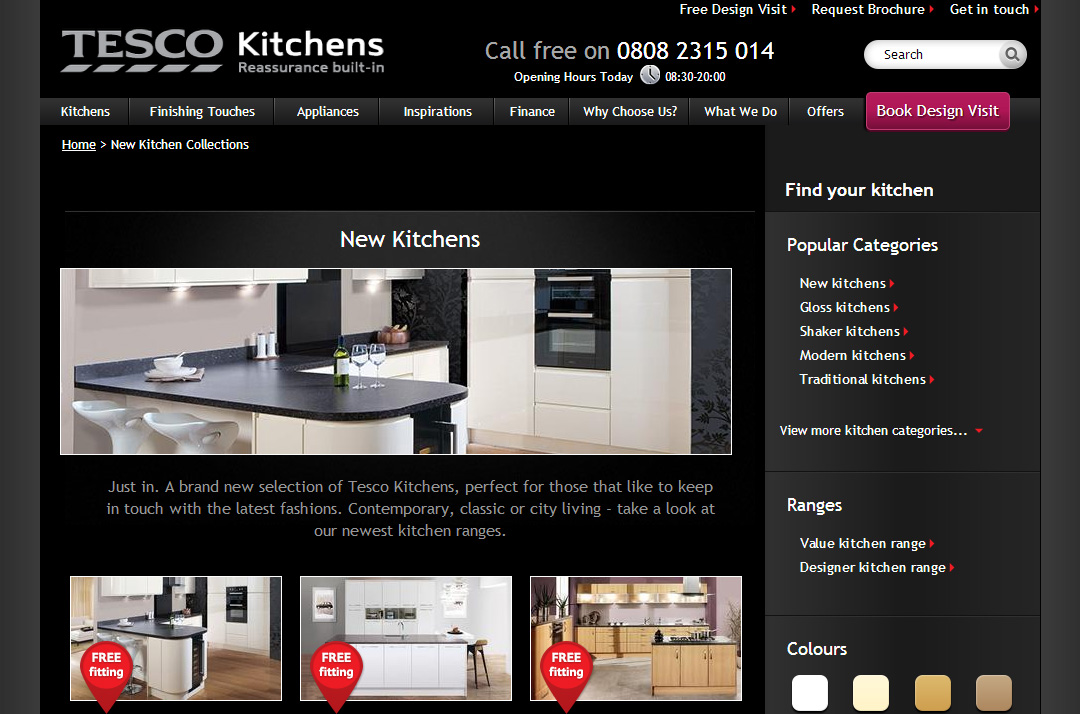 Free Design Visit
Request Brochure
Get in touch
TESCO Kitchens
Reassurance built-in
Call free on 0808 2315 014
Opening Hours Today 08:30-20:00
Search
Kitchens
Finishing Touches
Appliances
Inspirations
Finance
Why Choose Us?
What We Do
Offers
Book Design Visit
Home > New Kitchen Collections
New Kitchens
Just in. A brand new selection of Tesco Kitchens, perfect for those that like to keep
in touch with the latest fashions. Contemporary, classic or city living - take a look at
our newest kitchen ranges.
FREE
fitting
FREE
fitting
FREE
fitting
Find your kitchen
Popular Categories
New kitchens
Gloss kitchens
Shaker kitchens
Modern kitchens
Traditional kitchens
View more kitchen categories...
Ranges
Value kitchen range
Designer kitchen range
Colours